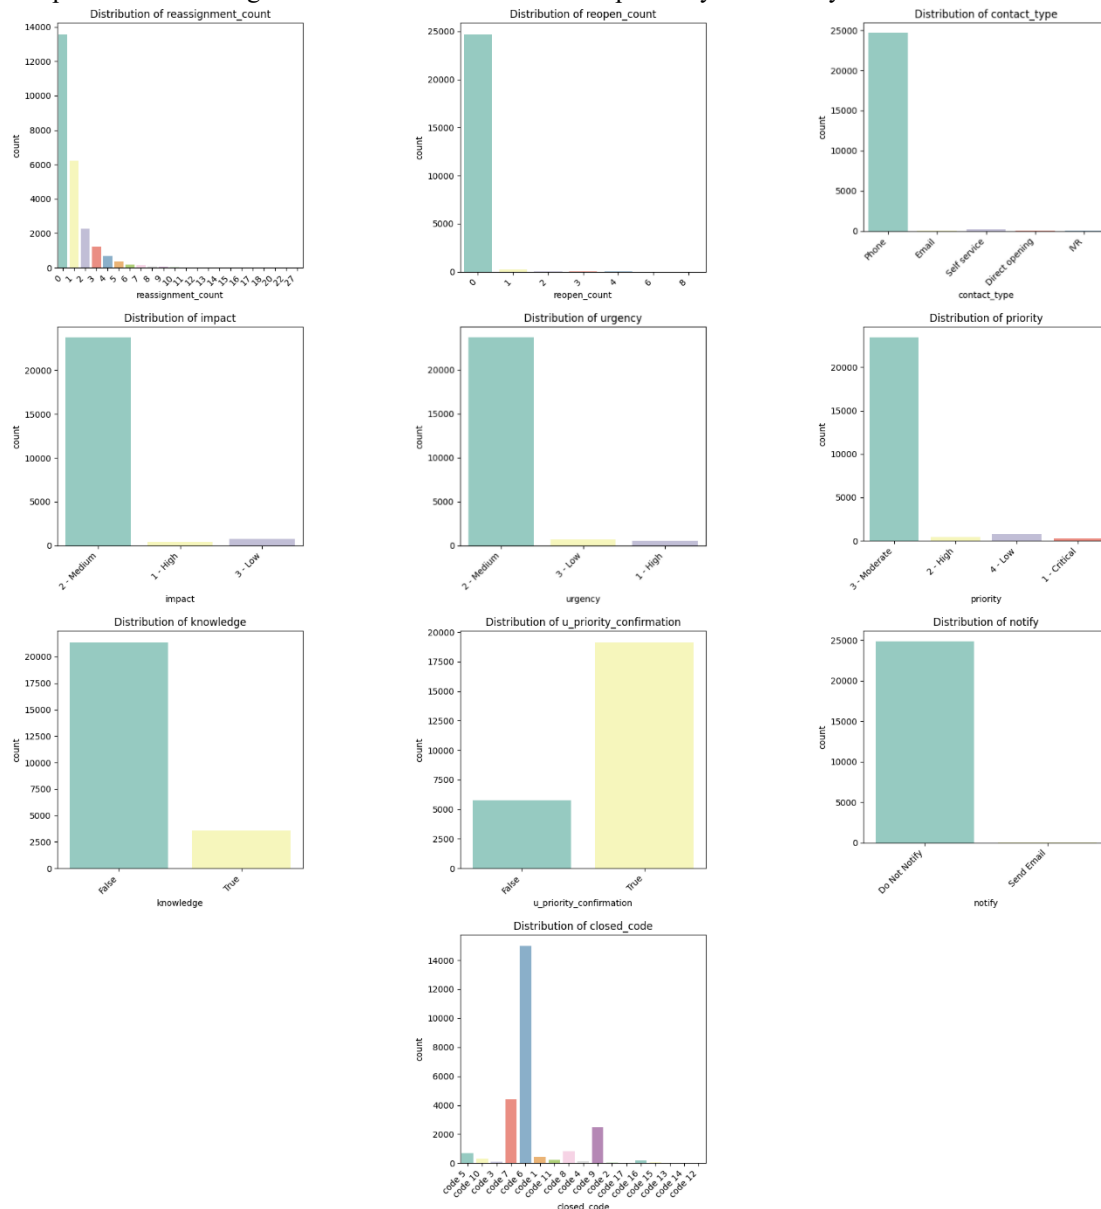 Distribution of reassignment_count
14000
12000
10000
8000
6000
4000
2000
0
count
0 1 2 3 4 5 6 7 8 9 10 11 12 13 14 15 16 17 18 19 20 22 27
reassignment_count
Distribution of reopen_count
25000
20000
15000
10000
5000
0
count
0 1 2 3 4 6 8
reopen_count
Distribution of contact_type
25000
20000
15000
10000
5000
0
count
Phone Email Self service Direct opening IVR
contact_type
Distribution of impact
20000
15000
10000
5000
0
count
2 - Medium 1 - High 3 - Low
impact
Distribution of urgency
20000
15000
10000
5000
0
count
2 - Medium 3 - Low 1 - High
urgency
Distribution of priority
20000
15000
10000
5000
0
count
3 - Moderate 2 - High 4 - Low 1 - Critical
priority
Distribution of knowledge
20000
17500
15000
12500
10000
7500
5000
2500
0
count
False True
knowledge
Distribution of u_priority_confirmation
20000
17500
15000
12500
10000
7500
5000
2500
0
count
False True
u_priority_confirmation
Distribution of notify
25000
20000
15000
10000
5000
0
count
Do Not Notify Send Email
notify
Distribution of closed_code
14000
12000
10000
8000
6000
4000
2000
0
count
code 5 code 10 code 3 code 7 code 6 code 1 code 11 code 8 code 4 code 9 code 2 code 17 code 16 code 15 code 13 code 14 code 12
closed_code